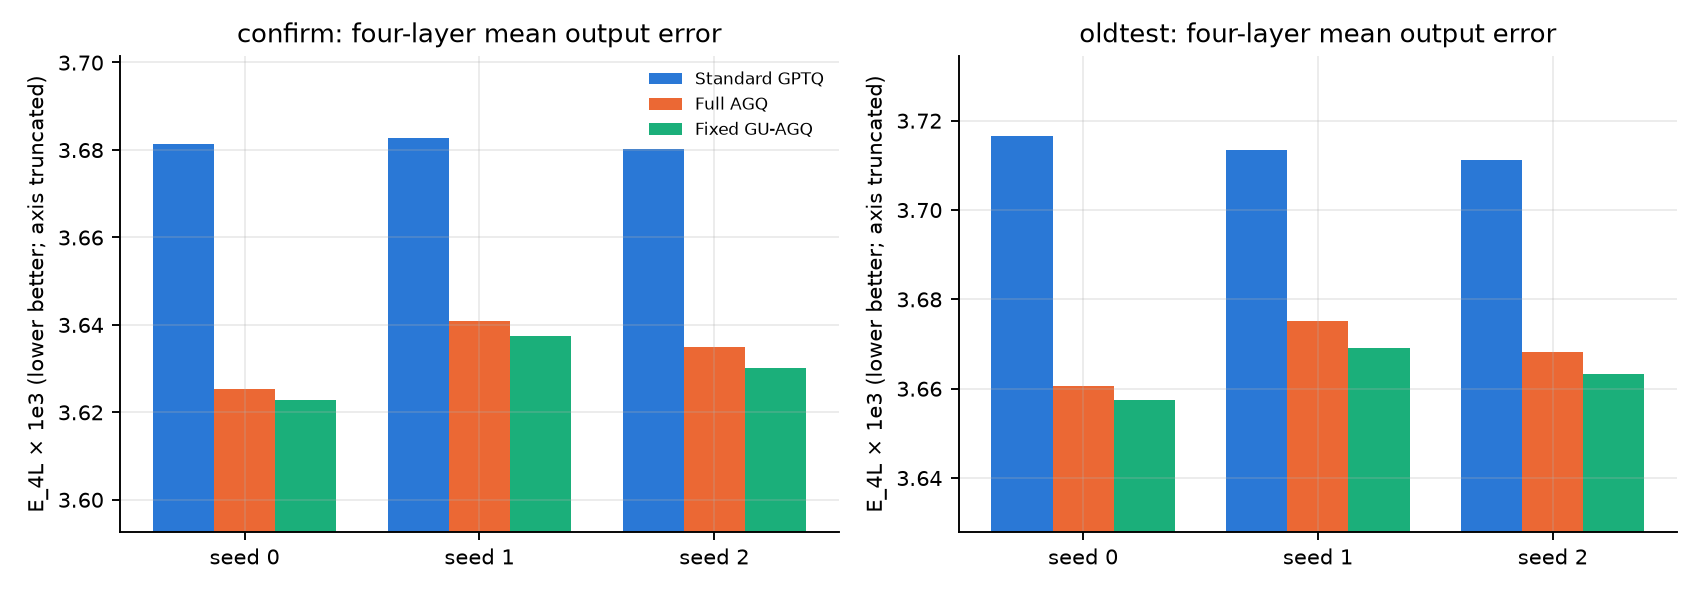 confirm: four-layer mean output error
E_4L × 1e3 (lower better; axis truncated)
3.70
3.68
3.66
3.64
3.62
3.60
Standard GPTQ
Full AGQ
Fixed GU-AGQ
seed 0
seed 1
seed 2
oldtest: four-layer mean output error
E_4L × 1e3 (lower better; axis truncated)
3.72
3.70
3.68
3.66
3.64
seed 0
seed 1
seed 2